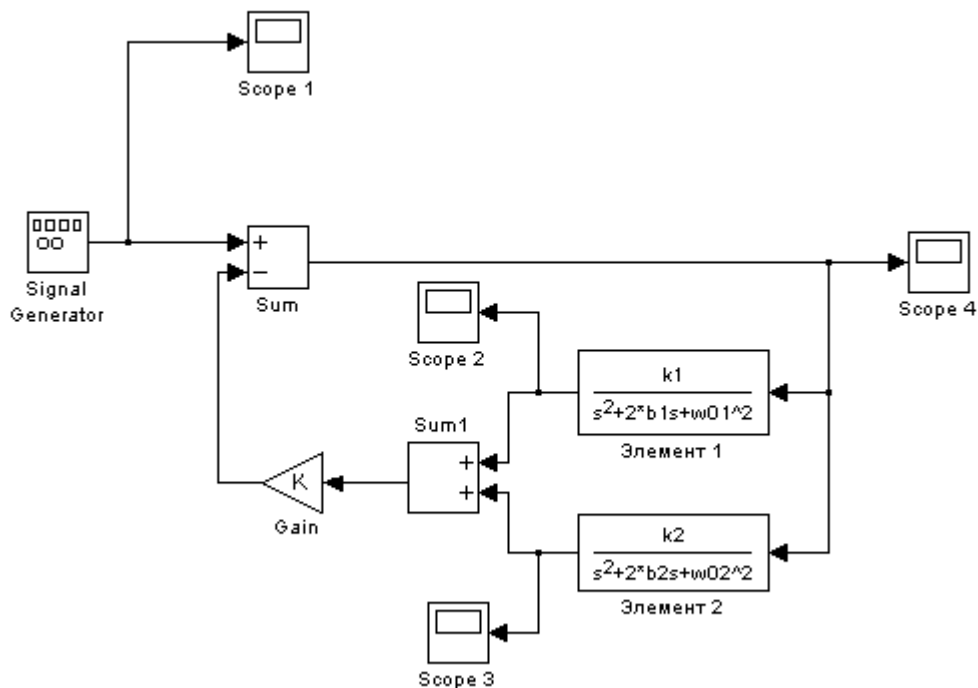 Scope 1
+
−
Signal
Generator
Sum
Scope 4
Scope 2
k1
s²+2*b1s+w01^2
Элемент 1
Sum1
+
+
K
Gain
k2
s²+2*b2s+w02^2
Элемент 2
Scope 3